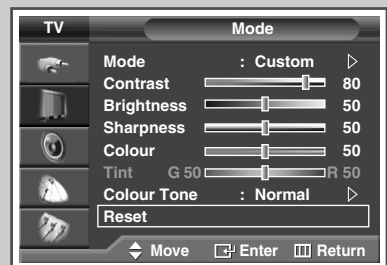 TV Mode
Mode : Custom
Contrast 80
Brightness 50
Sharpness 50
Colour 50
Tint G 50 R 50
Colour Tone : Normal
Reset
Move Enter Return